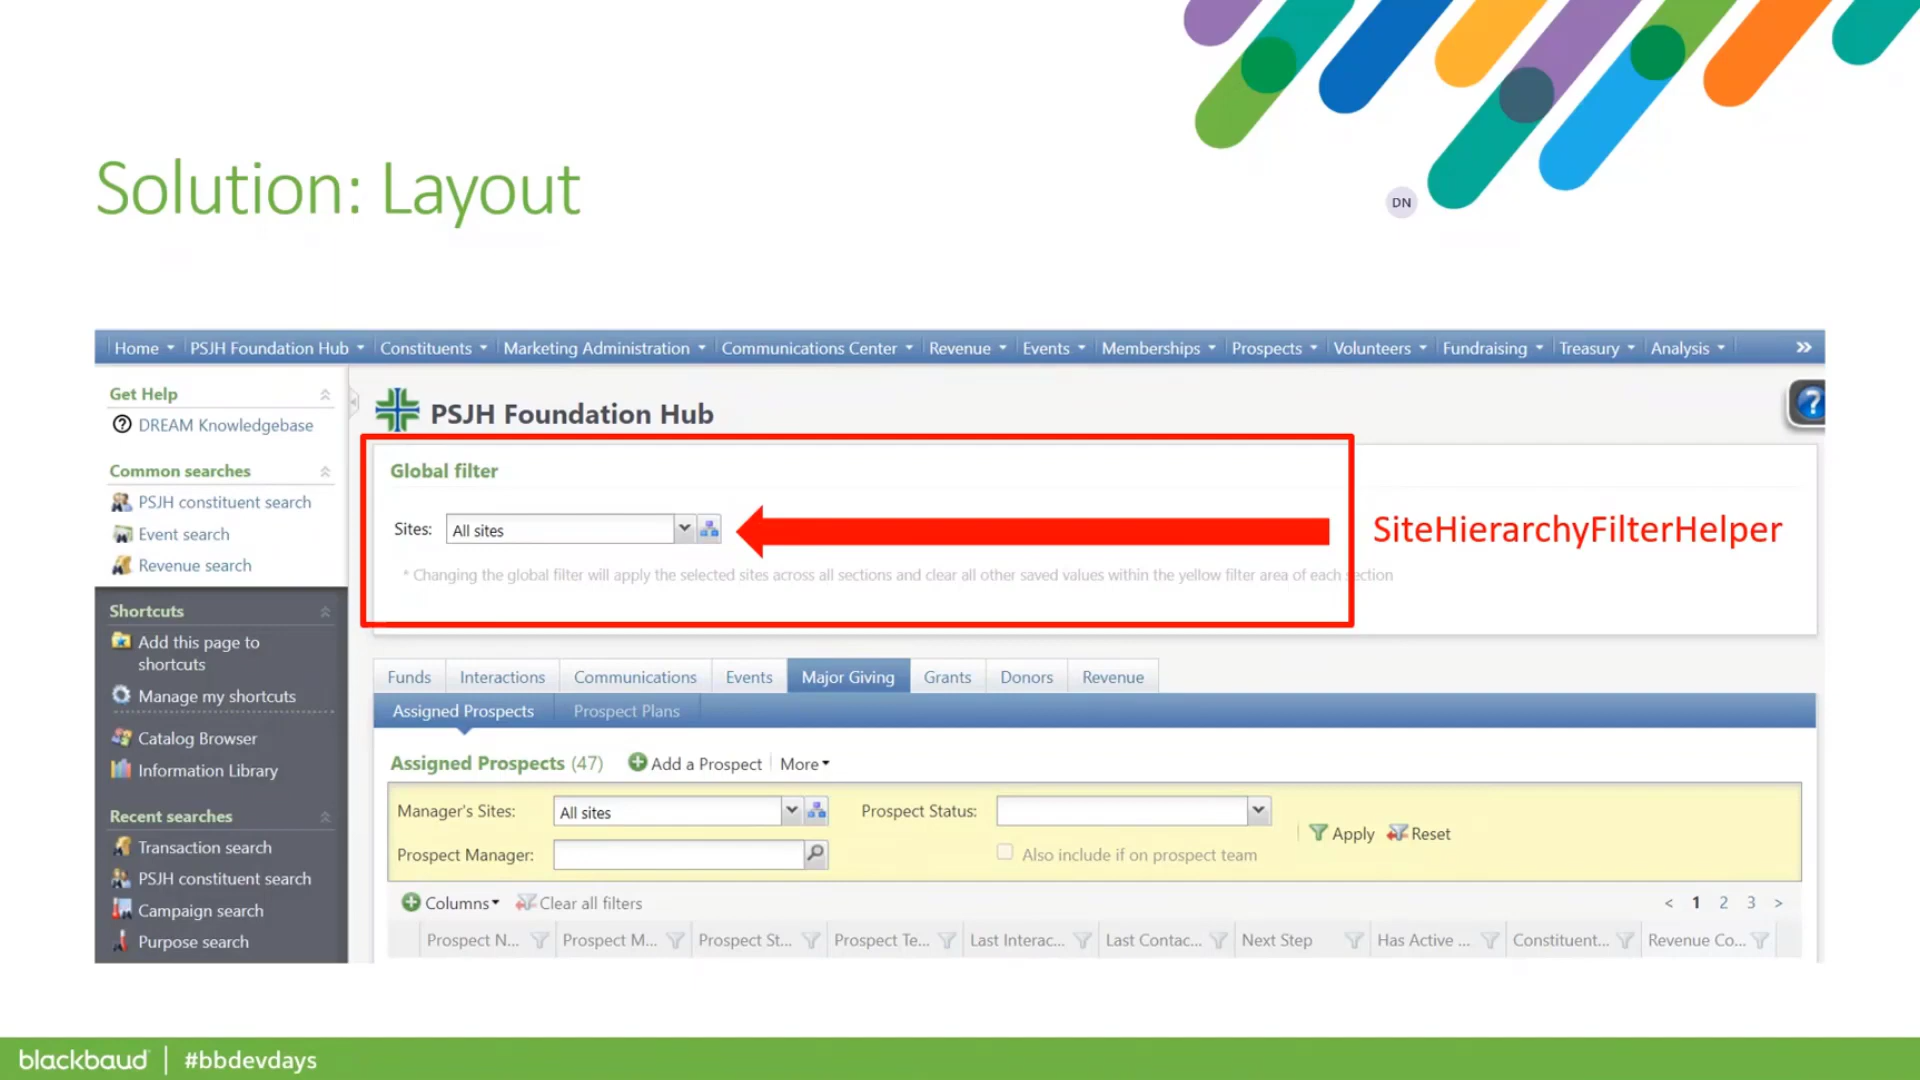 DN
Solution: Layout
Home PSJH Foundation Hub Constituents Marketing Administration Communications Center Revenue Events Memberships Prospects Volunteers Fundraising Treasury Analysis »
Get Help
DREAM Knowledgebase
Common searches
PSJH constituent search
Event search
Revenue search
Shortcuts
Add this page to
shortcuts
Manage my shortcuts
Catalog Browser
Information Library
Recent searches
Transaction search
PSJH constituent search
Campaign search
Purpose search
PSJH Foundation Hub
?
Global filter
Sites: All sites
SiteHierarchyFilterHelper
* Changing the global filter will apply the selected sites across all sections and clear all other saved values within the yellow filter area of each section
Funds Interactions Communications Events Major Giving Grants Donors Revenue
Assigned Prospects Prospect Plans
Assigned Prospects (47) Add a Prospect More
Manager's Sites: All sites Prospect Status:
Apply Reset
Prospect Manager: Also include if on prospect team
Columns Clear all filters < 1 2 3 >
Prospect N... Prospect M... Prospect St... Prospect Te... Last Interac... Last Contac... Next Step Has Active ... Constituent... Revenue Co...
blackbaud | #bbdevdays